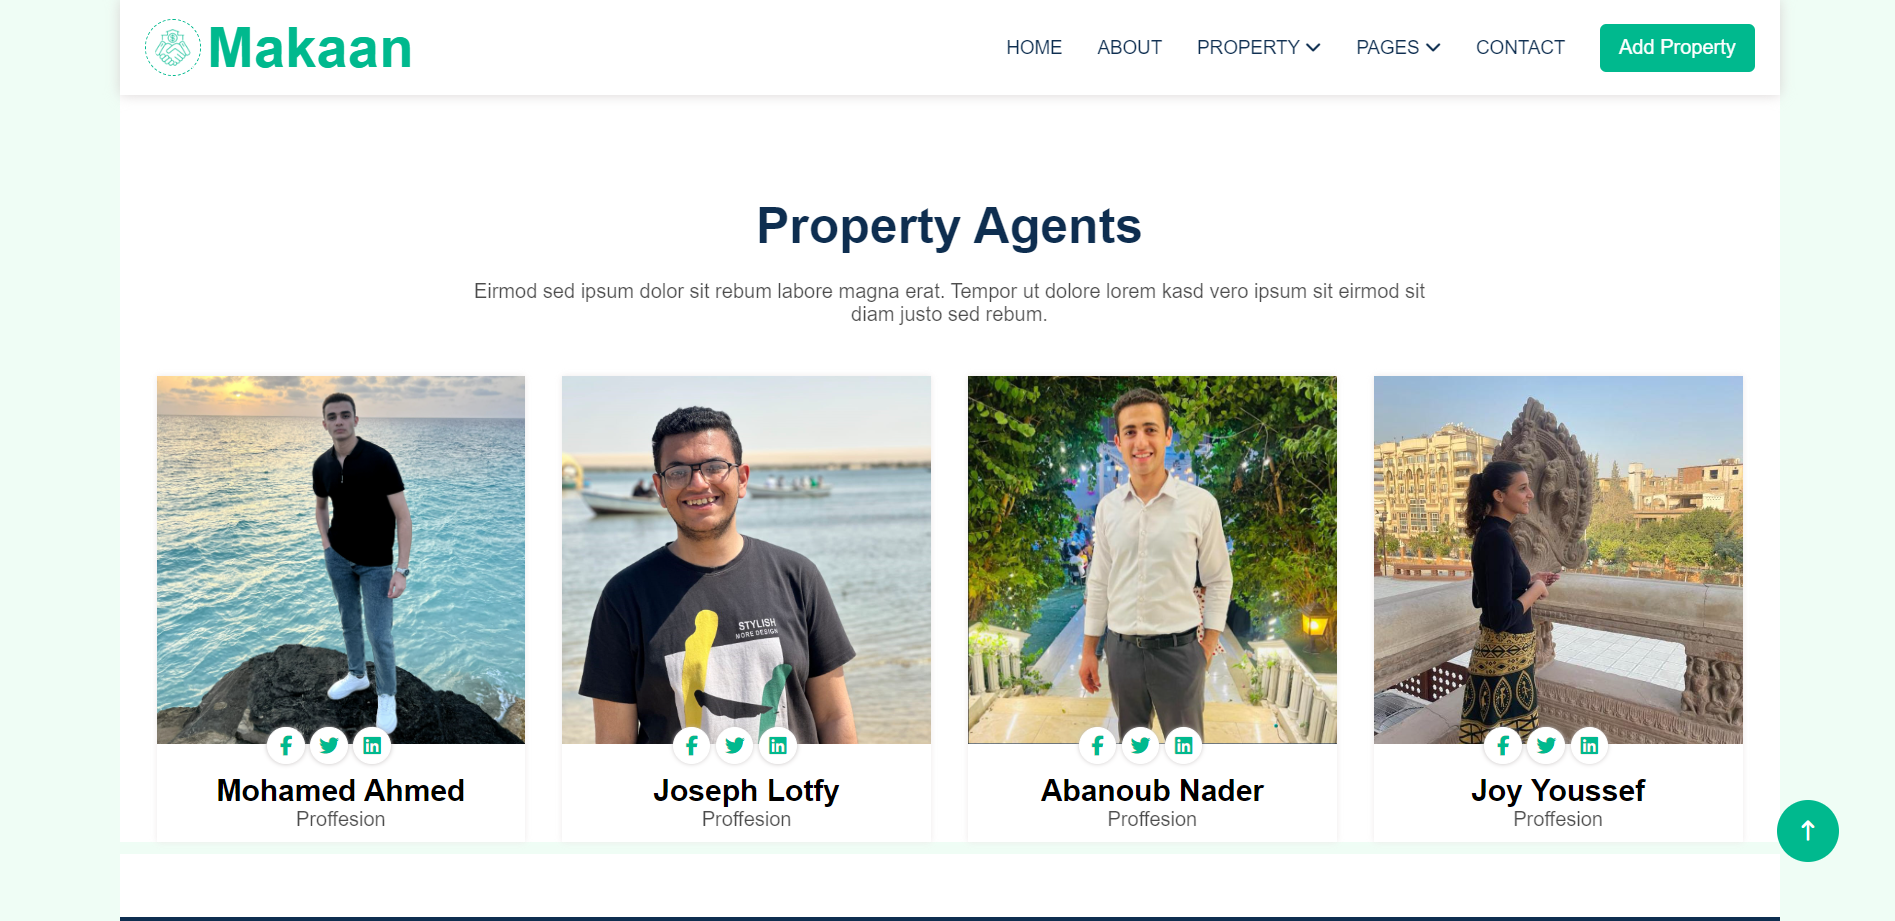 Makaan
HOME ABOUT PROPERTY PAGES CONTACT Add Property
Property Agents
Eirmod sed ipsum dolor sit rebum labore magna erat. Tempor ut dolore lorem kasd vero ipsum sit eirmod sit
diam justo sed rebum.
STYLISH
MORE DESIGN
Mohamed Ahmed
Proffesion
Joseph Lotfy
Proffesion
Abanoub Nader
Proffesion
Joy Youssef
Proffesion